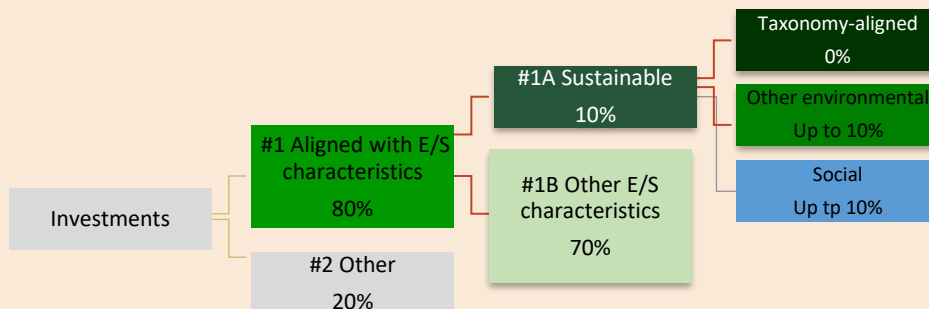 Investments
#1 Aligned with E/S
characteristics
80%
#2 Other
20%
#1A Sustainable
10%
#1B Other E/S
characteristics
70%
Taxonomy-aligned
0%
Other environmental
Up to 10%
Social
Up tp 10%